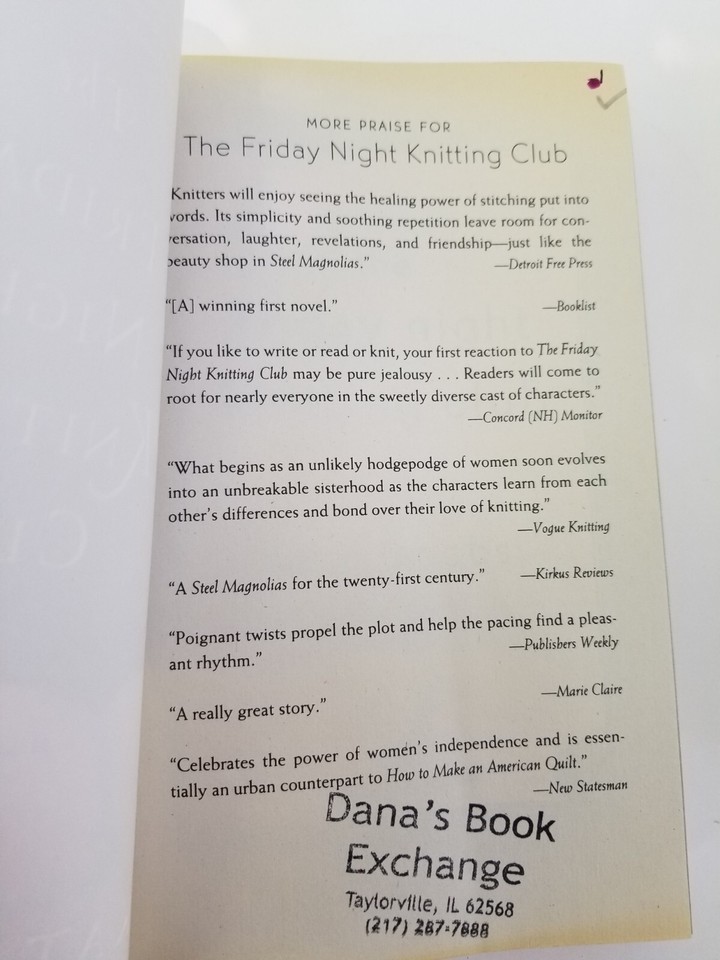 MORE PRAISE FOR
The Friday Night Knitting Club
Knitters will enjoy seeing the healing power of stitching put into
words. Its simplicity and soothing repetition leave room for con-
versation, laughter, revelations, and friendship—just like the
beauty shop in Steel Magnolias.” —Detroit Free Press
“[A] winning first novel.” —Booklist
“If you like to write or read or knit, your first reaction to The Friday
Night Knitting Club may be pure jealousy . . . Readers will come to
root for nearly everyone in the sweetly diverse cast of characters.”
—Concord (NH) Monitor
“What begins as an unlikely hodgepodge of women soon evolves
into an unbreakable sisterhood as the characters learn from each
other’s differences and bond over their love of knitting.”
—Vogue Knitting
“A Steel Magnolias for the twenty-first century.” —Kirkus Reviews
“Poignant twists propel the plot and help the pacing find a pleas-
ant rhythm.” —Publishers Weekly
“A really great story.” —Marie Claire
“Celebrates the power of women’s independence and is essen-
tially an urban counterpart to How to Make an American Quilt.”
—New Statesman
Dana’s Book
Exchange
Taylorville, IL 62568
(217) 287-7888